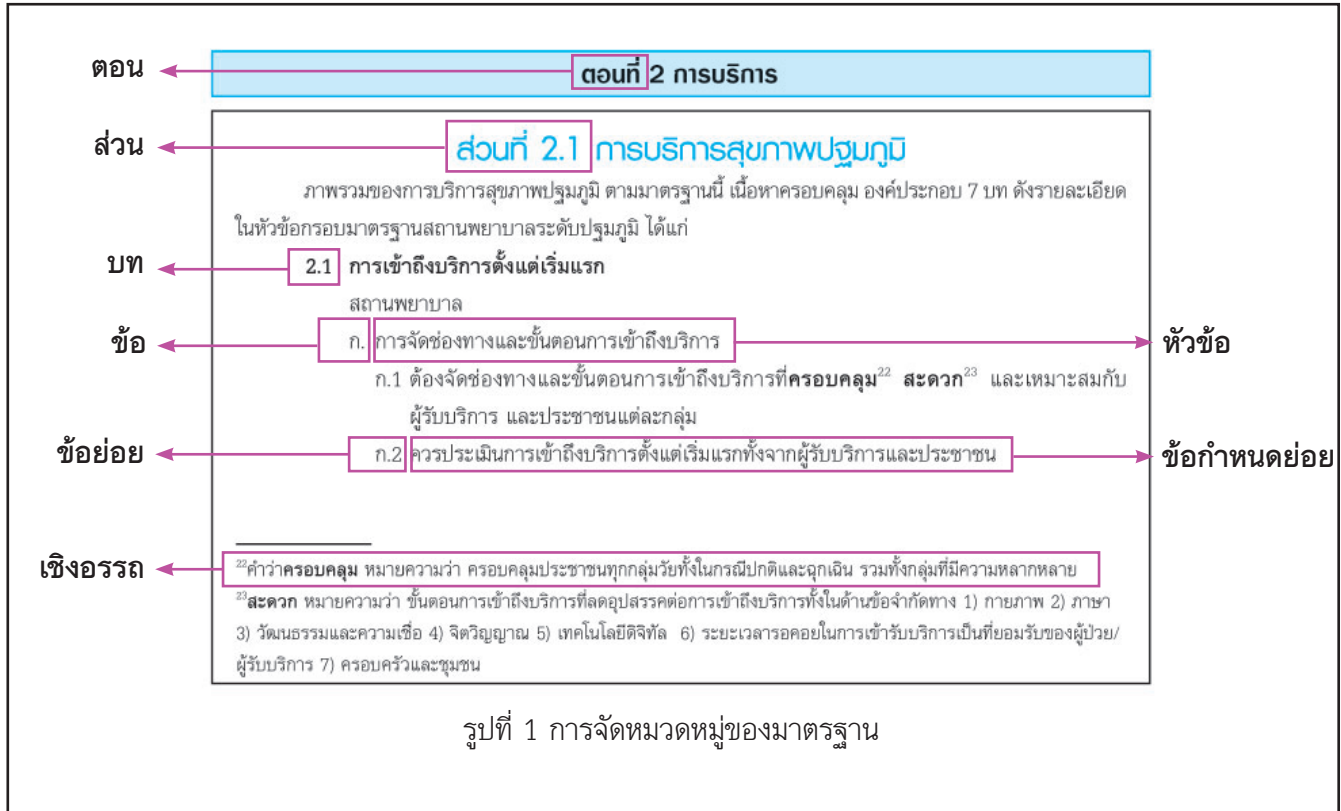 ตอน
ตอนที่ 2 การบริการ
ส่วน
ส่วนที่ 2.1 การบริการสุขภาพปฐมภูมิ
ภาพรวมของการบริการสุขภาพปฐมภูมิ ตามมาตรฐานนี้ เนื้อหาครอบคลุม องค์ประกอบ 7 บท ดังรายละเอียด
ในหัวข้อกรอบมาตรฐานสถานพยาบาลระดับปฐมภูมิ ได้แก่
บท
2.1 การเข้าถึงบริการตั้งแต่เริ่มแรก
สถานพยาบาล
ข้อ
ก. การจัดช่องทางและขั้นตอนการเข้าถึงบริการ
หัวข้อ
ก.1 ต้องจัดช่องทางและขั้นตอนการเข้าถึงบริการที่ครอบคลุม²² สะดวก²³ และเหมาะสมกับ
ผู้รับบริการ และประชาชนแต่ละกลุ่ม
ข้อย่อย
ก.2 ควรประเมินการเข้าถึงบริการตั้งแต่เริ่มแรกทั้งจากผู้รับบริการและประชาชน
ข้อกำหนดย่อย
เชิงอรรถ
²²คำว่าครอบคลุม หมายความว่า ครอบคลุมประชาชนทุกกลุ่มวัยทั้งในกรณีปกติและฉุกเฉิน รวมทั้งกลุ่มที่มีความหลากหลาย
²³สะดวก หมายความว่า ขั้นตอนการเข้าถึงบริการที่ลดอุปสรรคต่อการเข้าถึงบริการทั้งในด้านข้อจำกัดทาง 1) กายภาพ 2) ภาษา
3) วัฒนธรรมและความเชื่อ 4) จิตวิญญาณ 5) เทคโนโลยีดิจิทัล 6) ระยะเวลารอคอยในการเข้ารับบริการเป็นที่ยอมรับของผู้ป่วย/
ผู้รับบริการ 7) ครอบครัวและชุมชน
รูปที่ 1 การจัดหมวดหมู่ของมาตรฐาน